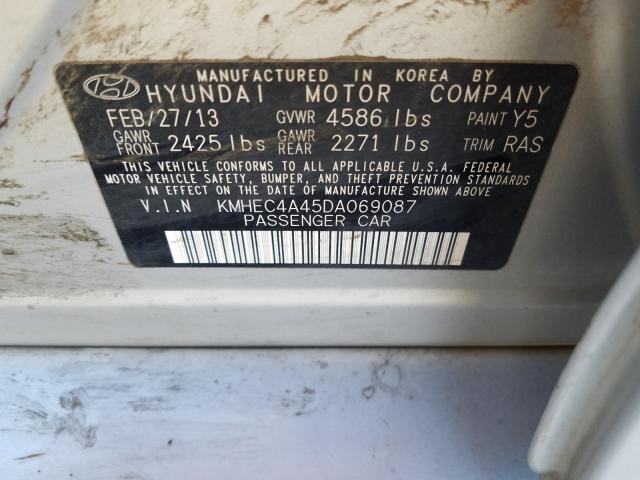 MANUFACTURED IN KOREA BY
HYUNDAI MOTOR COMPANY
FEB/27/13 GVWR 4586 lbs PAINT Y5
GAWR FRONT 2425 lbs GAWR REAR 2271 lbs TRIM RAS
THIS VEHICLE CONFORMS TO ALL APPLICABLE U.S.A. FEDERAL
MOTOR VEHICLE SAFETY, BUMPER, AND THEFT PREVENTION STANDARDS
IN EFFECT ON THE DATE OF MANUFACTURE SHOWN ABOVE
V.I.N KMHEC4A45DA069087
PASSENGER CAR